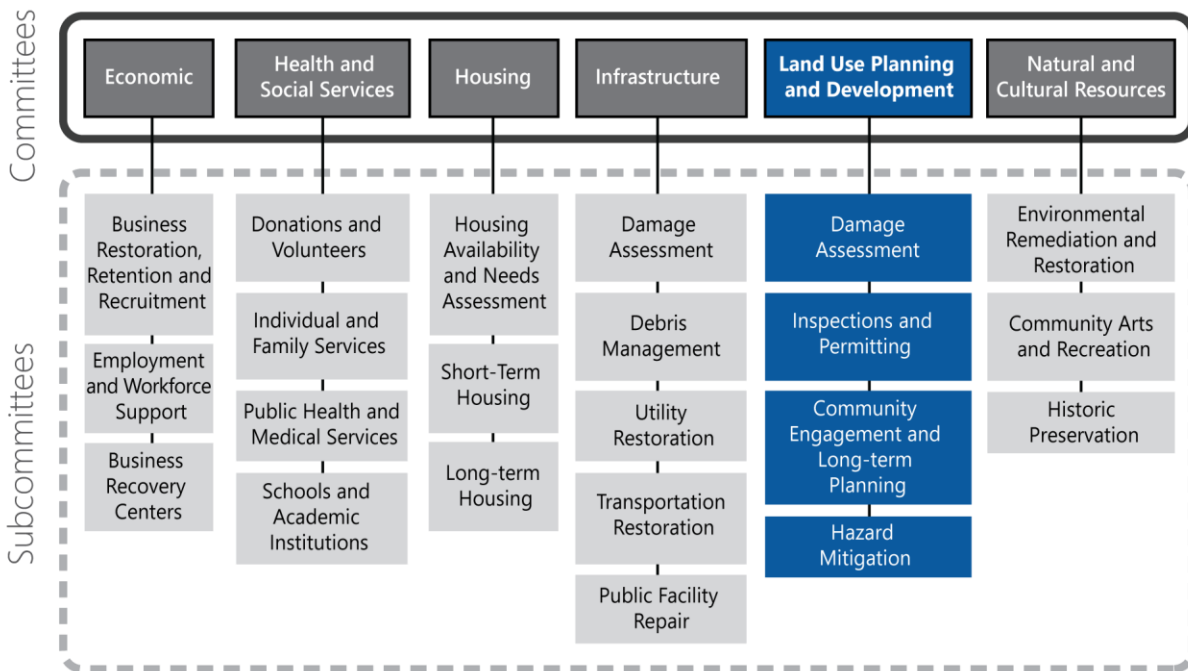 Committees
Economic
Health and
Social Services
Housing
Infrastructure
Land Use Planning
and Development
Natural and
Cultural Resources
Subcommittees
Business
Restoration,
Retention and
Recruitment
Employment
and Workforce
Support
Business
Recovery
Centers
Donations and
Volunteers
Individual and
Family Services
Public Health and
Medical Services
Schools and
Academic
Institutions
Housing
Availability
and Needs
Assessment
Short-Term
Housing
Long-term
Housing
Damage
Assessment
Debris
Management
Utility
Restoration
Transportation
Restoration
Public Facility
Repair
Damage
Assessment
Inspections and
Permitting
Community
Engagement and
Long-term
Planning
Hazard
Mitigation
Environmental
Remediation and
Restoration
Community Arts
and Recreation
Historic
Preservation